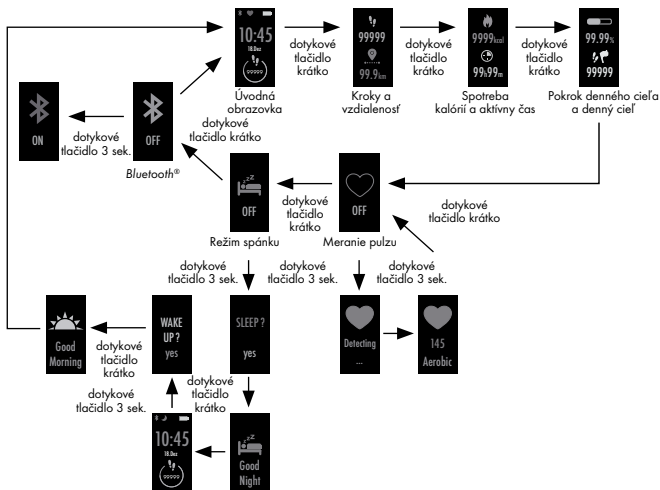 10:45
18.Dez
99999
Úvodná
obrazovka
dotykové
tlačidlo
krátko
99999
99.9km
Kroky a
vzdialenosť
dotykové
tlačidlo
krátko
9999kcal
99h99m
Spotreba
kalórií a aktívny čas
dotykové
tlačidlo
krátko
99.99%
99999
Pokrok denného cieľa
a denný cieľ
ON
dotykové
tlačidlo 3 sek.
OFF
Bluetooth®
dotykové
tlačidlo krátko
OFF
Režim spánku
dotykové
tlačidlo
krátko
OFF
Meranie pulzu
dotykové
tlačidlo krátko
dotykové
tlačidlo 3 sek.
dotykové
tlačidlo 3 sek.
dotykové
tlačidlo 3 sek.
Good
Morning
dotykové
tlačidlo
krátko
WAKE
UP?
yes
SLEEP?
yes
Detecting
...
145
Aerobic
dotykové
tlačidlo 3 sek.
dotykové
tlačidlo
krátko
10:45
18.Dez
99999
zzz
Good
Night